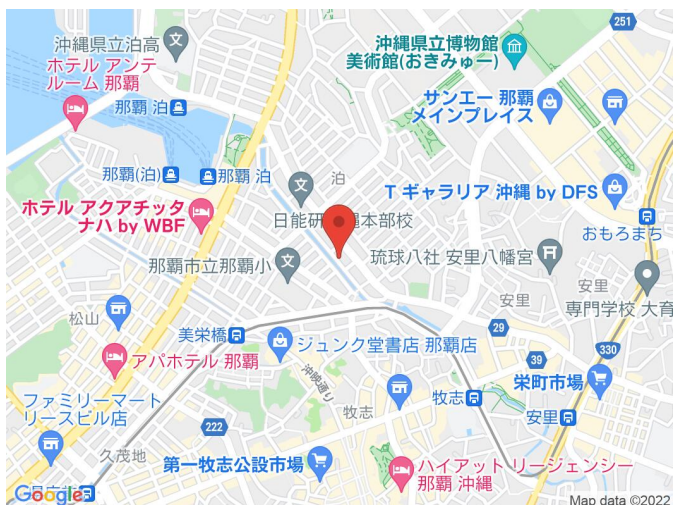 251
沖縄県立泊高
沖縄県立博物館
美術館(おきみゅー)
ホテル アンテ
ルーム 那覇
那覇 泊
サンエー 那覇
メインプレイス
那覇(泊)
那覇 泊
泊
T ギャラリア 沖縄 by DFS
ホテル アクアチッタ
ナハ by WBF
日能研
縄本部校
おもろまち
那覇市立那覇小
琉球八社 安里八幡宮
安里
安里
専門学校 大育
松山
美栄橋
29
ジュンク堂書店 那覇店
330
アパホテル 那覇
39
沖映通り
栄町市場
ファミリーマート
リースビル店
牧志
牧志
安里
222
久茂地
第一牧志公設市場
ハイアット リージェンシー
那覇 沖縄
Google
Map data ©2022